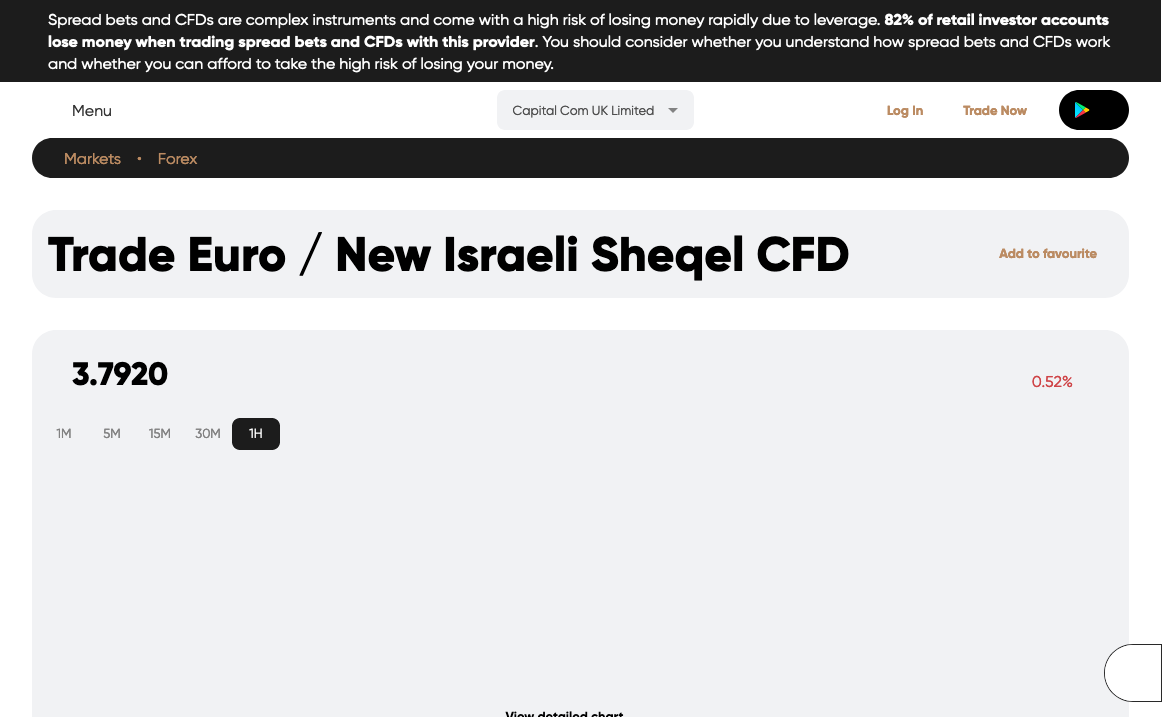 Spread bets and CFDs are complex instruments and come with a high risk of losing money rapidly due to leverage. 82% of retail investor accounts
lose money when trading spread bets and CFDs with this provider. You should consider whether you understand how spread bets and CFDs work
and whether you can afford to take the high risk of losing your money.
Menu
Capital Com UK Limited
Log In
Trade Now
Markets • Forex
Trade Euro / New Israeli Sheqel CFD
Add to favourite
3.7920
0.52%
1M 5M 15M 30M 1H
View detailed chart